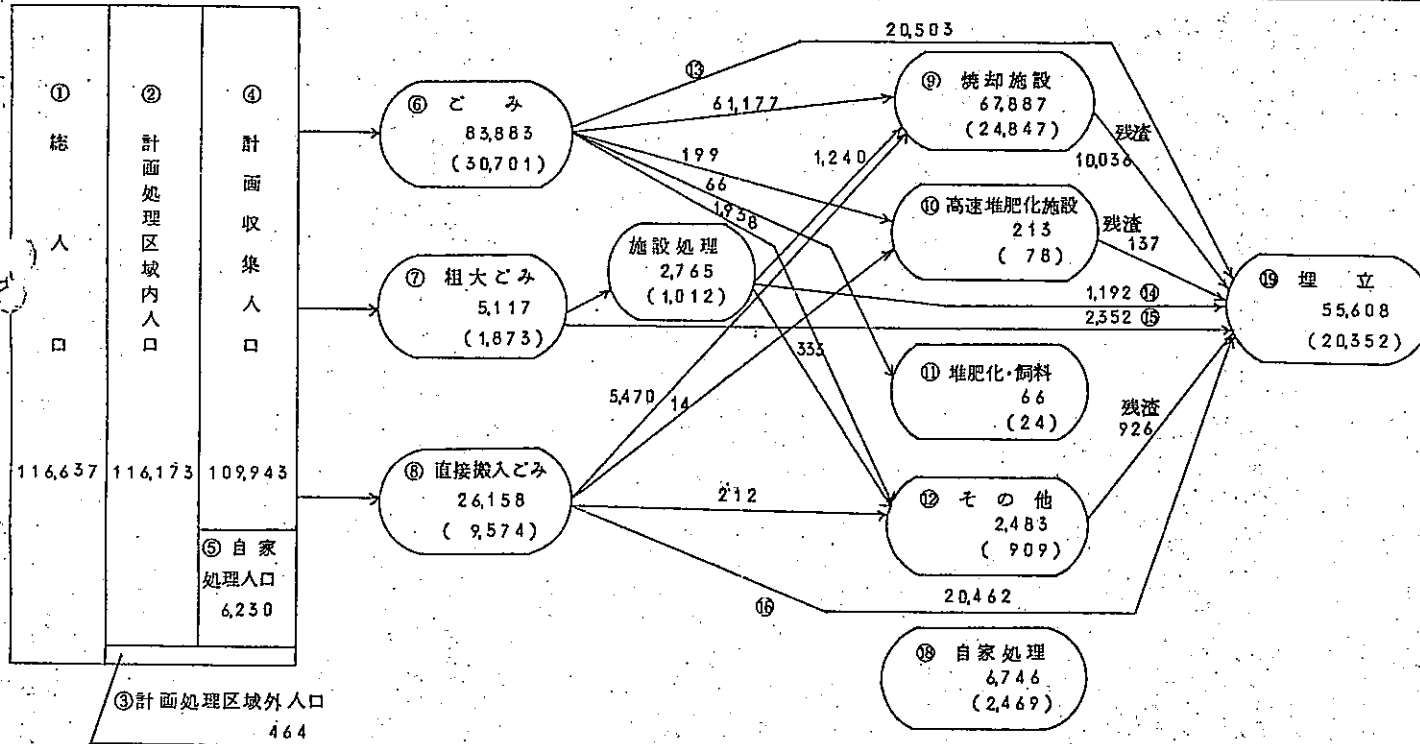 ① 総人口
116,637
② 計画処理区域内人口
116,173
④ 計画収集人口
109,943
⑤ 自家
処理人口
6,230
③計画処理区域外人口
464
⑥ ごみ
83,883
(30,701)
⑦ 粗大ごみ
5,117
(1,873)
⑧ 直接搬入ごみ
26,158
(9,574)
施設処理
2,765
(1,012)
⑬
20,503
61,177
199
66
1,938
1,240
333
5,470
14
212
⑯
20,462
1,192 ⑭
2,352 ⑮
⑨ 焼却施設
67,887
(24,847)
残渣
10,036
⑩ 高速堆肥化施設
213
(78)
残渣
137
⑪ 堆肥化・飼料
66
(24)
⑫ その他
2,483
(909)
残渣
926
⑱ 自家処理
6,746
(2,469)
⑲ 埋立
55,608
(20,352)